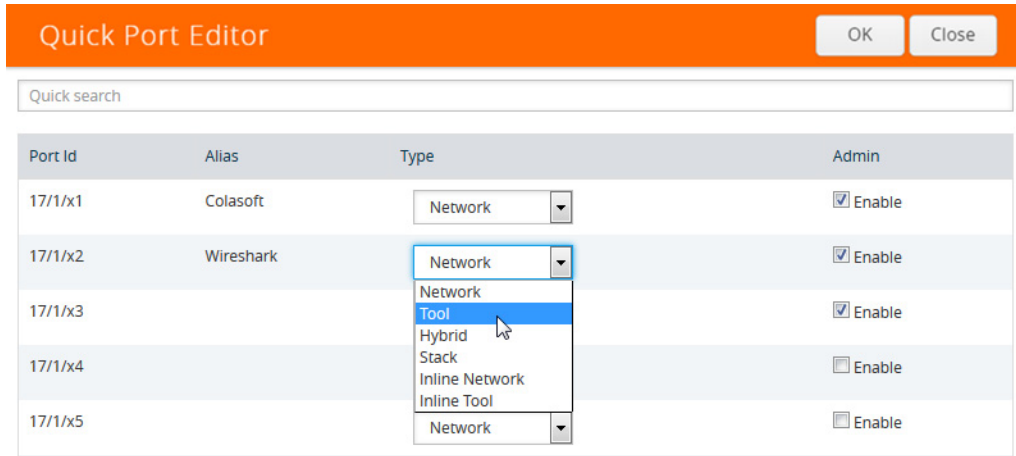 Quick Port Editor OK Close
Quick search
Port Id Alias Type Admin
17/1/x1 Colasoft Network Enable
17/1/x2 Wireshark Network Enable
Network
17/1/x3 Tool Enable
Hybrid
Stack
17/1/x4 Enable
Inline Network
Inline Tool
17/1/x5 Network Enable